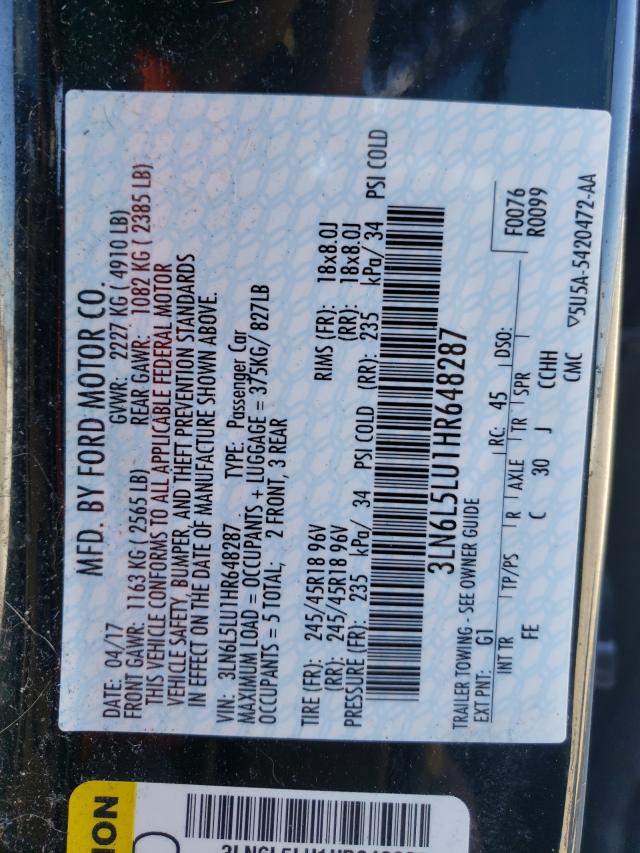 MFD. BY FORD MOTOR CO.
DATE: 04/17 GVWR: 2227 KG ( 4910 LB)
FRONT GAWR: 1163 KG ( 2565 LB) REAR GAWR: 1082 KG ( 2385 LB)
THIS VEHICLE CONFORMS TO ALL APPLICABLE FEDERAL MOTOR
VEHICLE SAFETY, BUMPER, AND THEFT PREVENTION STANDARDS
IN EFFECT ON THE DATE OF MANUFACTURE SHOWN ABOVE.
VIN: 3LN6L5LU1HR648287 TYPE: Passenger Car
MAXIMUM LOAD = OCCUPANTS + LUGGAGE = 375KG/ 827LB
OCCUPANTS = 5 TOTAL; 2 FRONT, 3 REAR
TIRE (FR): 245/45R18 96V RIMS (FR): 18x8.0J
(RR): 245/45R18 96V (RR): 18x8.0J
PRESSURE (FR): 235 kPa/ 34 PSI COLD (RR): 235 kPa/ 34 PSI COLD
3LN6L5LU1HR648287
TRAILER TOWING - SEE OWNER GUIDE F0076
EXT PNT: G1 RC: 45 DSO: R0099
INT TR TP/PS R AXLE TR SPR
FE C 30 J CCHH
CMC ▽5U5A-5420472-AA